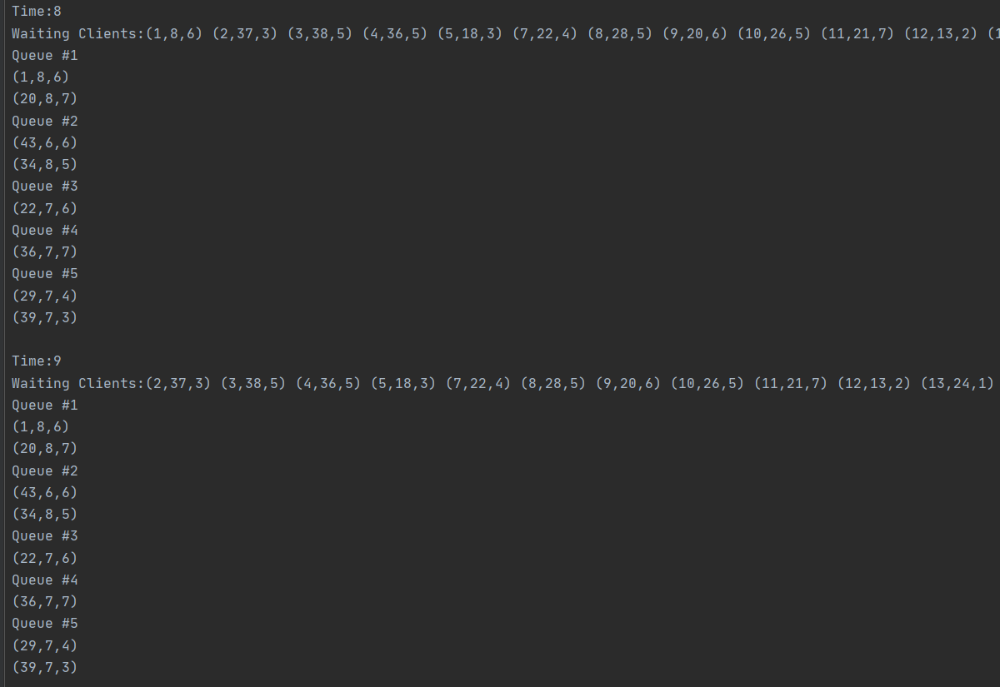 Time:8
Waiting Clients:(1,8,6) (2,37,3) (3,38,5) (4,36,5) (5,18,3) (7,22,4) (8,28,5) (9,20,6) (10,26,5) (11,21,7) (12,13,2)
Queue #1
(1,8,6)
(20,8,7)
Queue #2
(43,6,6)
(34,8,5)
Queue #3
(22,7,6)
Queue #4
(36,7,7)
Queue #5
(29,7,4)
(39,7,3)
Time:9
Waiting Clients:(2,37,3) (3,38,5) (4,36,5) (5,18,3) (7,22,4) (8,28,5) (9,20,6) (10,26,5) (11,21,7) (12,13,2) (13,24,1)
Queue #1
(1,8,6)
(20,8,7)
Queue #2
(43,6,6)
(34,8,5)
Queue #3
(22,7,6)
Queue #4
(36,7,7)
Queue #5
(29,7,4)
(39,7,3)